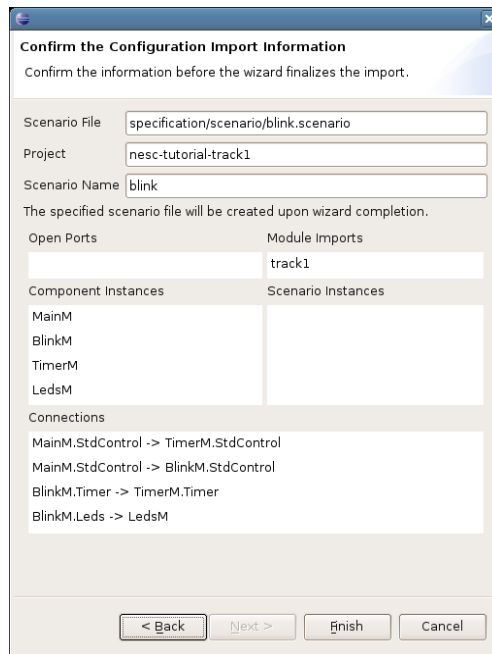 Confirm the Configuration Import Information
Confirm the information before the wizard finalizes the import.
Scenario File specification/scenario/blink.scenario
Project nesc-tutorial-track1
Scenario Name blink
The specified scenario file will be created upon wizard completion.
Open Ports Module Imports
track1
Component Instances Scenario Instances
MainM
BlinkM
TimerM
LedsM
Connections
MainM.StdControl -> TimerM.StdControl
MainM.StdControl -> BlinkM.StdControl
BlinkM.Timer -> TimerM.Timer
BlinkM.Leds -> LedsM
< Back Next > Finish Cancel